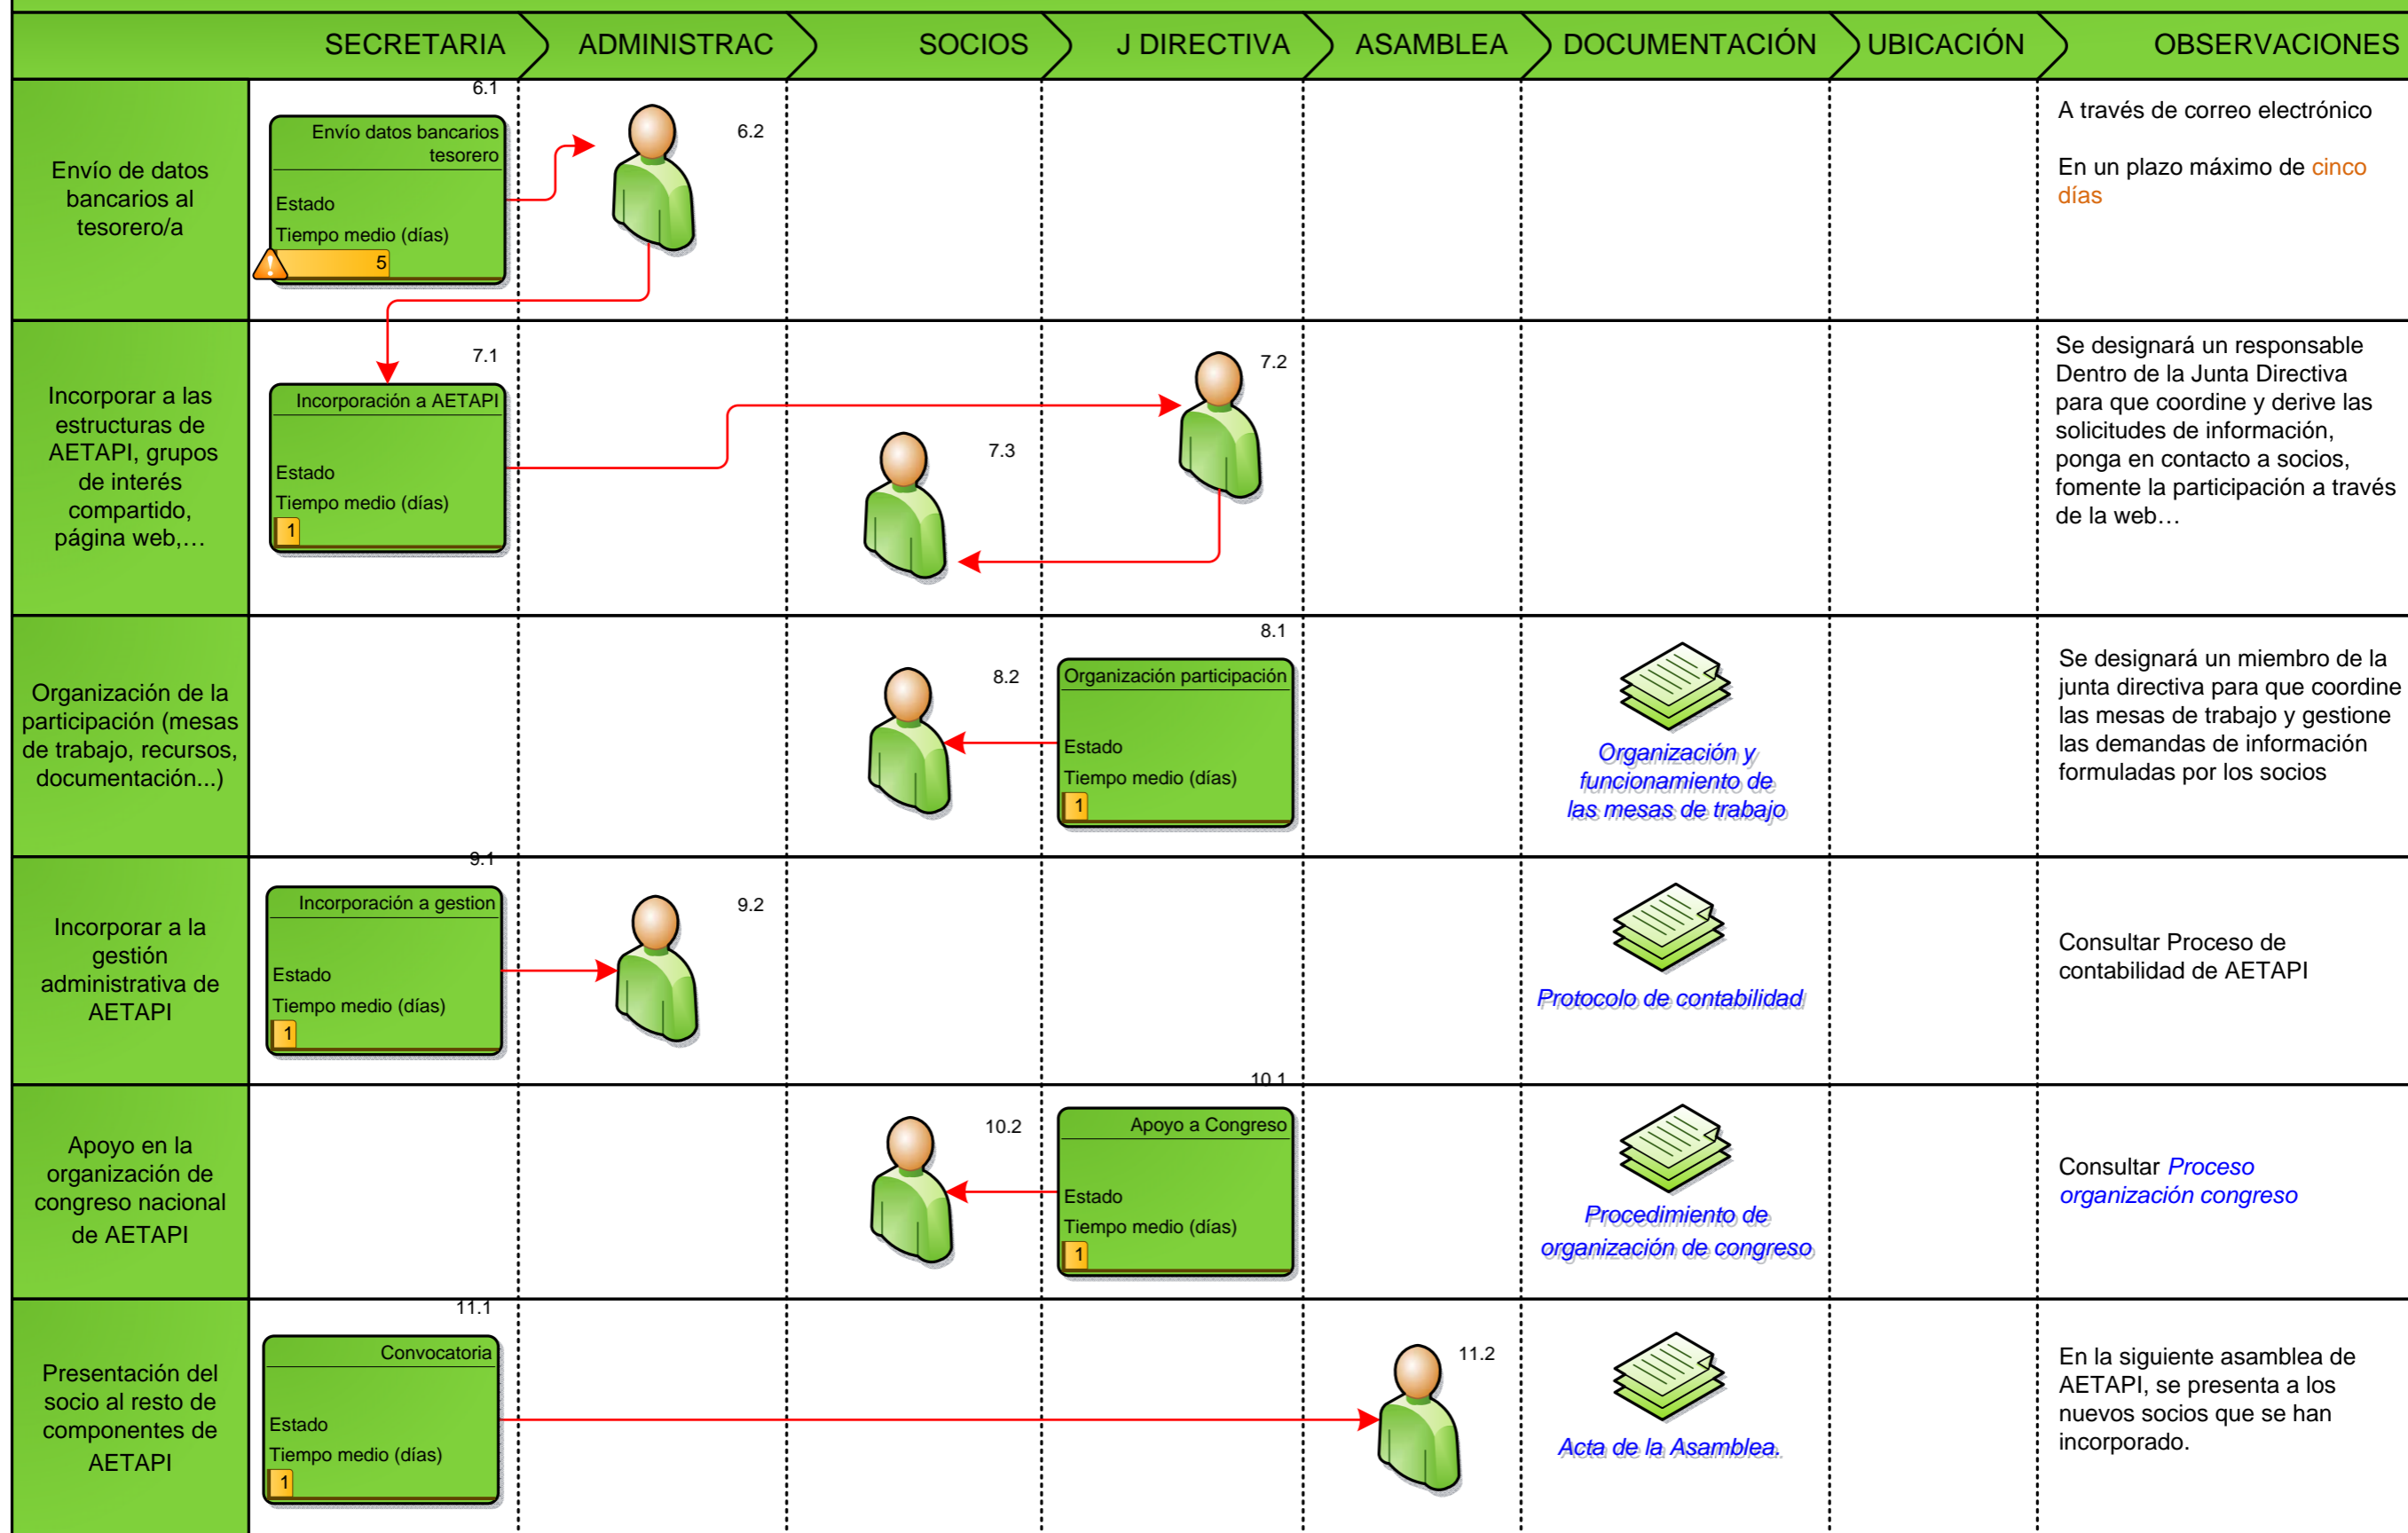 SECRETARIA
ADMINISTRAC
SOCIOS
J DIRECTIVA
ASAMBLEA
DOCUMENTACIÓN
UBICACIÓN
OBSERVACIONES
Envío de datos
bancarios al
tesorero/a
6.1
Envío datos bancarios
tesorero
Estado
Tiempo medio (días)
5
6.2
A través de correo electrónico
En un plazo máximo de cinco
días
Incorporar a las
estructuras de
AETAPI, grupos
de interés
compartido,
página web,…
7.1
Incorporación a AETAPI
Estado
Tiempo medio (días)
1
7.3
7.2
Se designará un responsable
Dentro de la Junta Directiva
para que coordine y derive las
solicitudes de información,
ponga en contacto a socios,
fomente la participación a través
de la web…
Organización de la
participación (mesas
de trabajo, recursos,
documentación...)
8.2
8.1
Organización participación
Estado
Tiempo medio (días)
1
Organización y
funcionamiento de
las mesas de trabajo
Se designará un miembro de la
junta directiva para que coordine
las mesas de trabajo y gestione
las demandas de información
formuladas por los socios
Incorporar a la
gestión
administrativa de
AETAPI
9.1
Incorporación a gestion
Estado
Tiempo medio (días)
1
9.2
Protocolo de contabilidad
Consultar Proceso de
contabilidad de AETAPI
Apoyo en la
organización de
congreso nacional
de AETAPI
10.2
10.1
Apoyo a Congreso
Estado
Tiempo medio (días)
1
Procedimiento de
organización de congreso
Consultar Proceso
organización congreso
Presentación del
socio al resto de
componentes de
AETAPI
11.1
Convocatoria
Estado
Tiempo medio (días)
1
11.2
Acta de la Asamblea.
En la siguiente asamblea de
AETAPI, se presenta a los
nuevos socios que se han
incorporado.